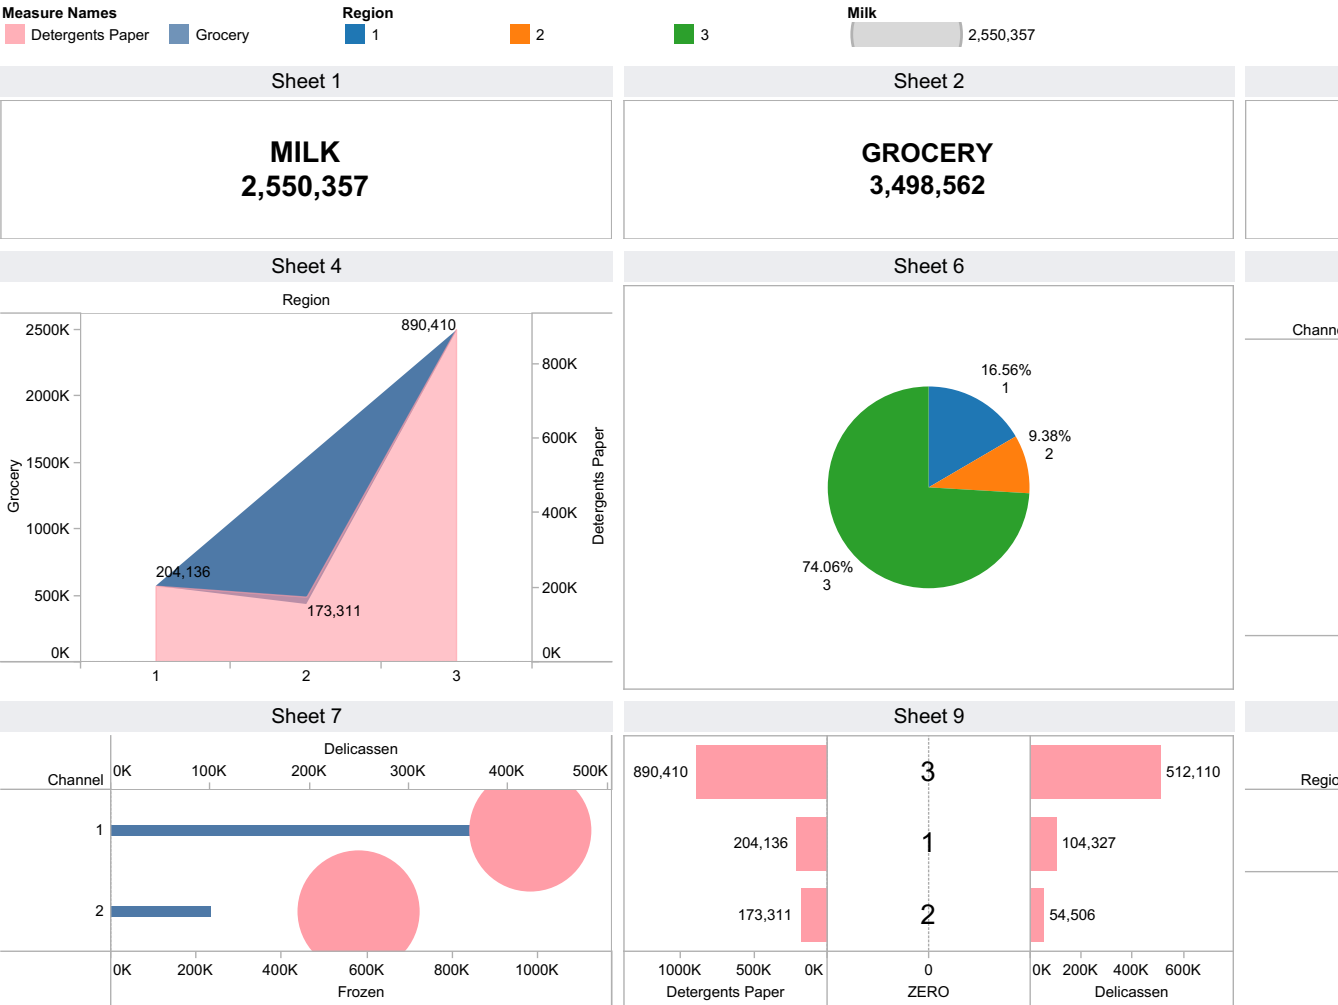 Measure Names
Detergents Paper
Grocery
Region
1
2
3
Milk
2,550,357
Sheet 1
Sheet 2
MILK
2,550,357
GROCERY
3,498,562
Sheet 4
Sheet 6
Region
2500K
2000K
1500K
1000K
500K
0K
Grocery
890,410
204,136
173,311
800K
600K
400K
200K
0K
Detergents Paper
1
2
3
16.56%
1
9.38%
2
74.06%
3
Channe
Sheet 7
Sheet 9
Delicassen
Channel
0K 100K 200K 300K 400K 500K
1
2
0K 200K 400K 600K 800K 1000K
Frozen
890,410 3 512,110
204,136 1 104,327
173,311 2 54,506
1000K 500K 0K 0 0K 200K 400K 600K
Detergents Paper ZERO Delicassen
Regio